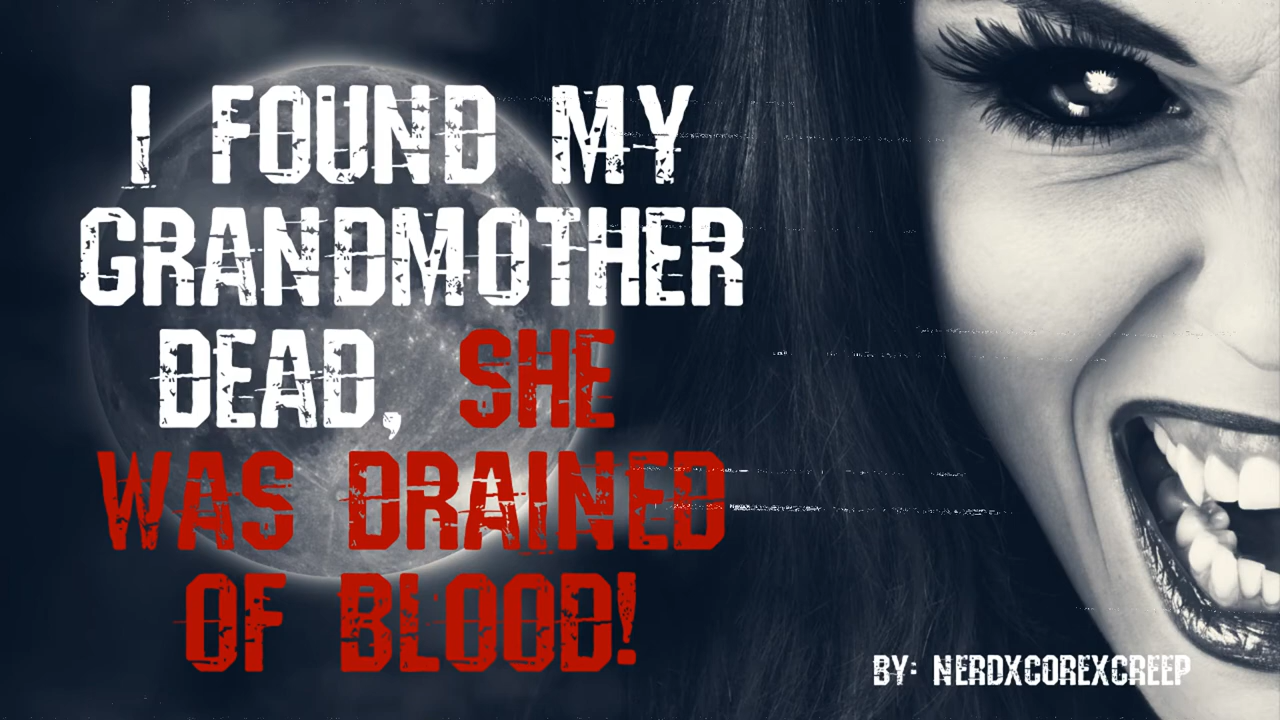 I FOUND MY
GRANDMOTHER
DEAD, SHE
WAS DRAINED
OF BLOOD!
BY: NERDXCOREXCREEP